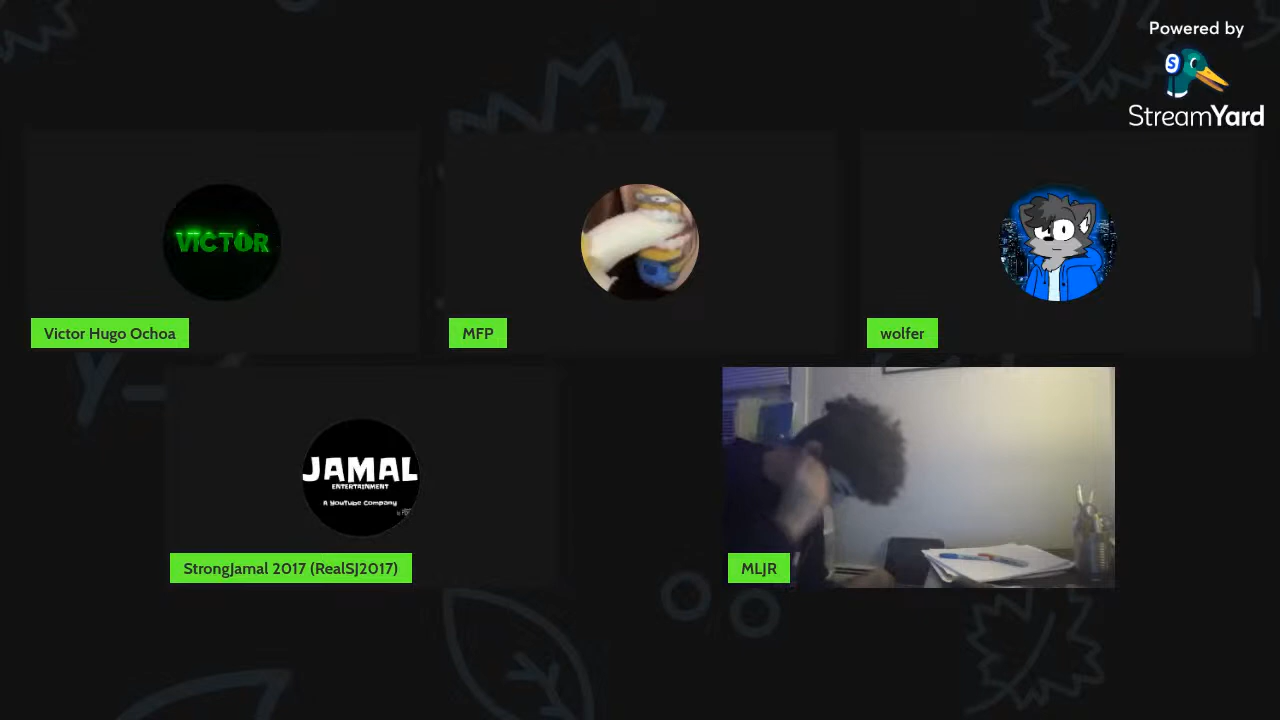 Powered by
StreamYard
VICTOR
Victor Hugo Ochoa
MFP
wolfer
JAMAL
ENTERTAINMENT
A YouTube Company
StrongJamal 2017 (RealSJ2017)
MLJR